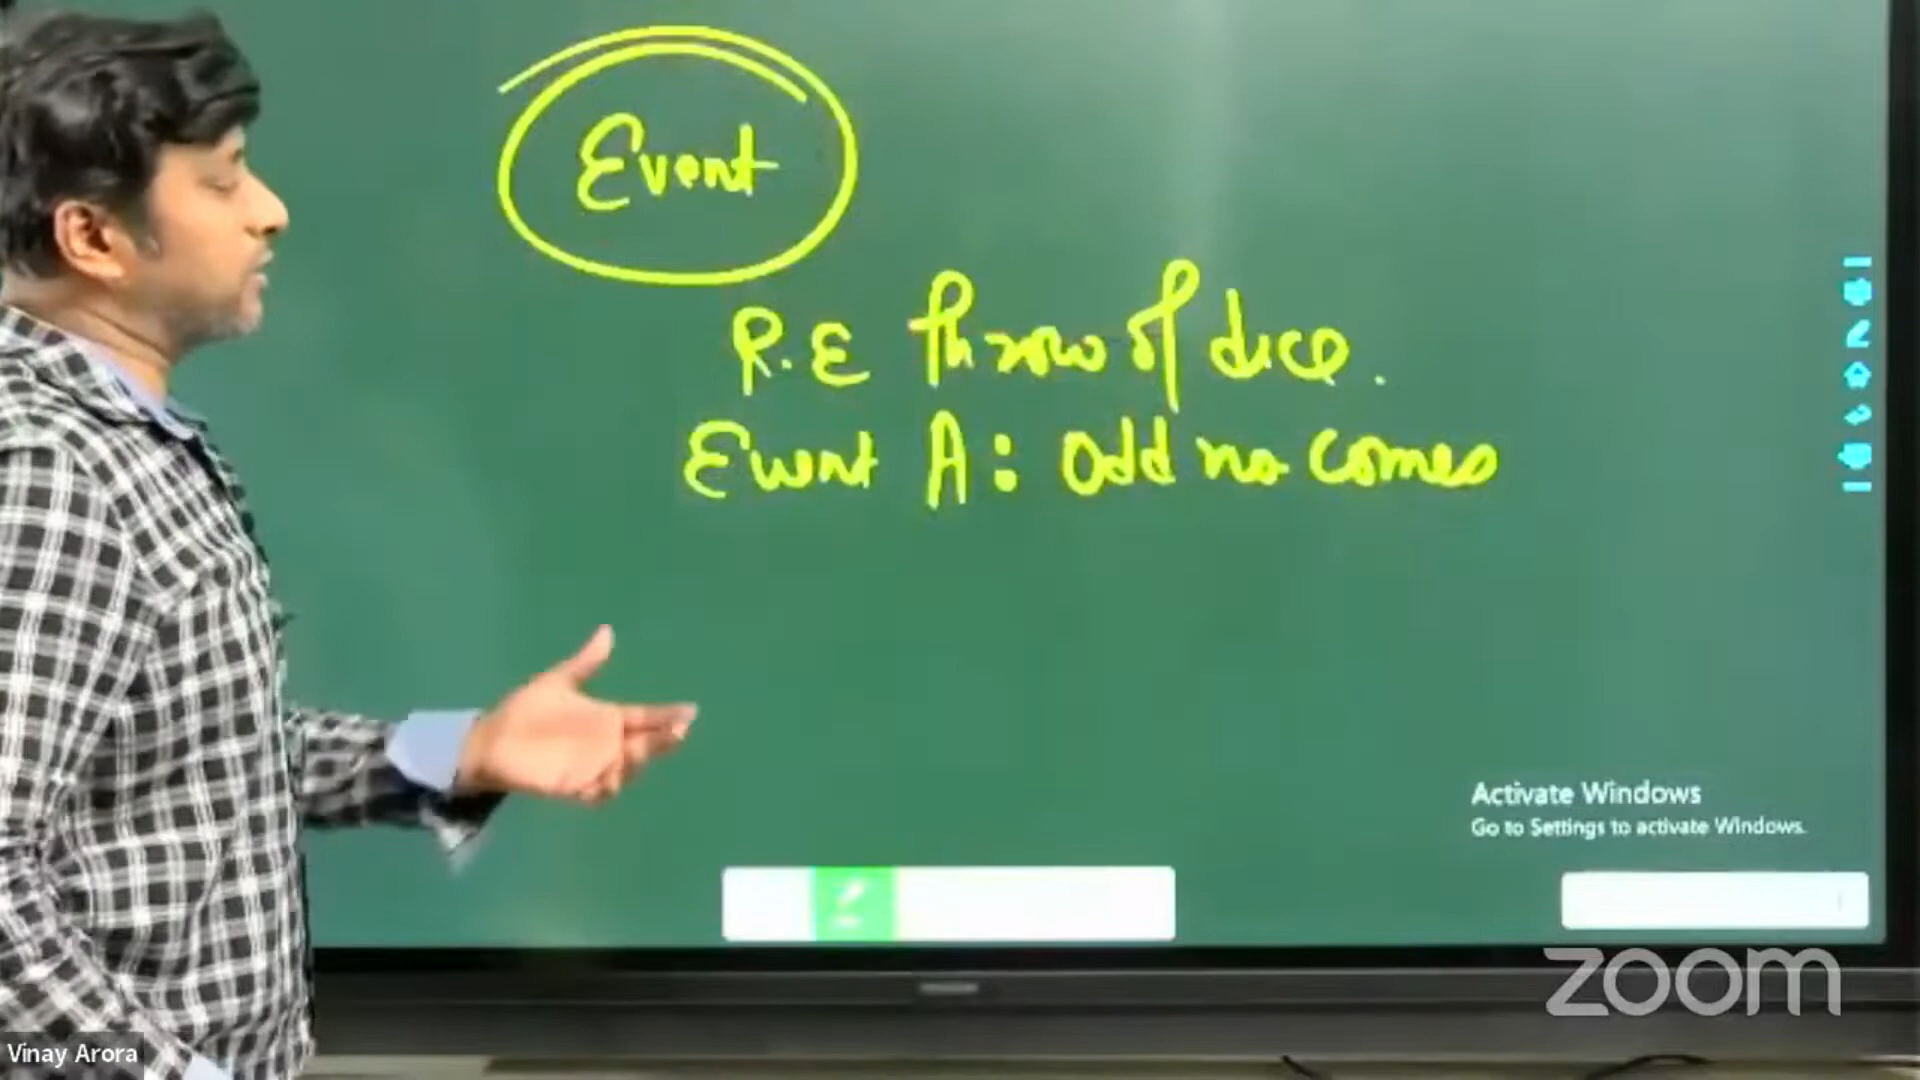 Event
R.E throw of dice.
Event A: odd no comes
Activate Windows
Go to Settings to activate Windows.
zoom
Vinay Arora